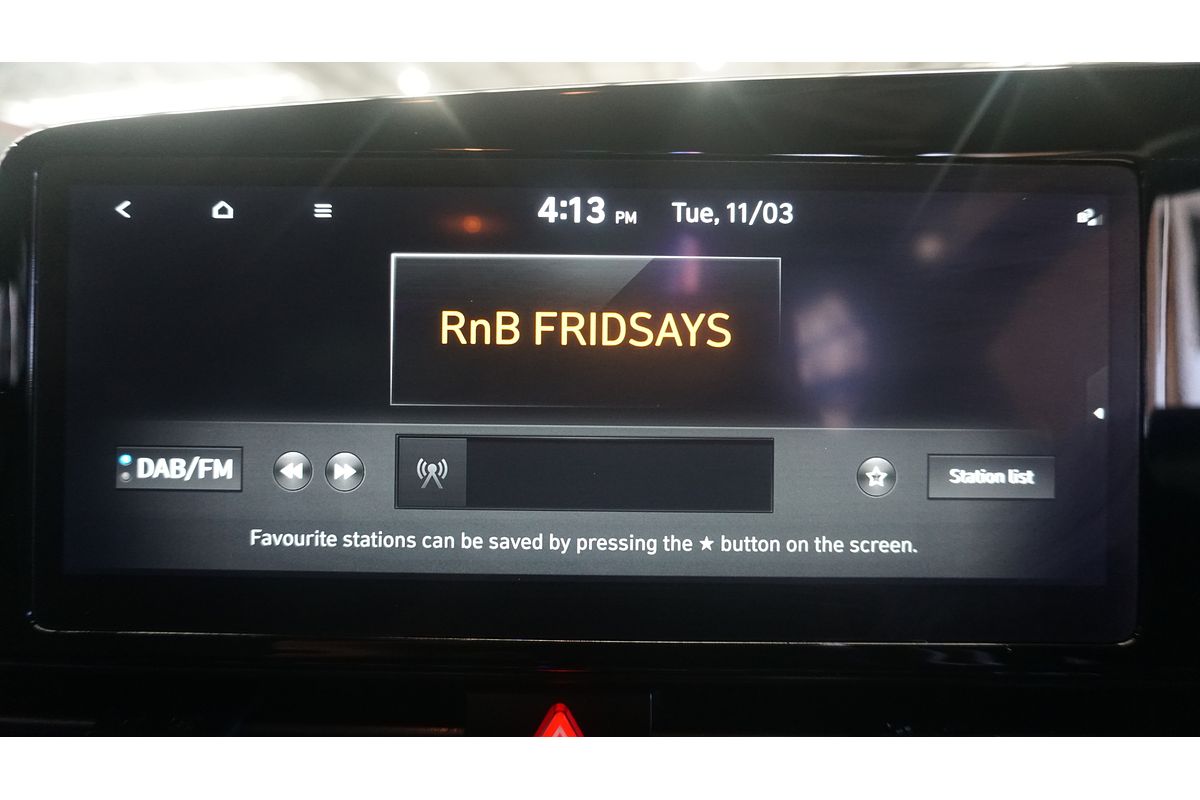 4:13 PM Tue, 11/03
RnB FRIDSAYS
DAB/FM
Station list
Favourite stations can be saved by pressing the ★ button on the screen.